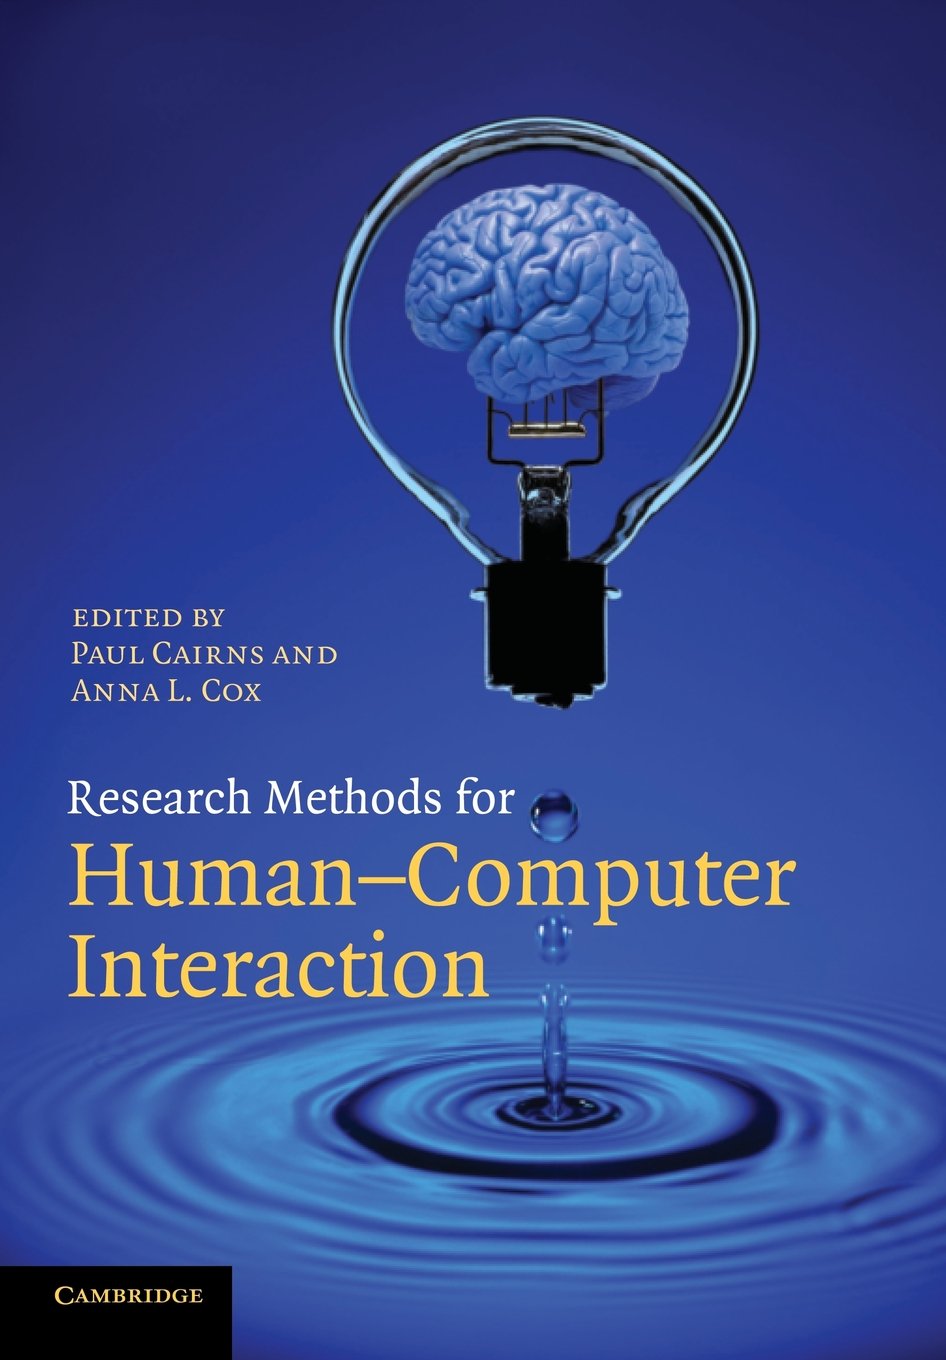 EDITED BY
PAUL CAIRNS AND
ANNA L. COX
Research Methods for
Human–Computer
Interaction
CAMBRIDGE